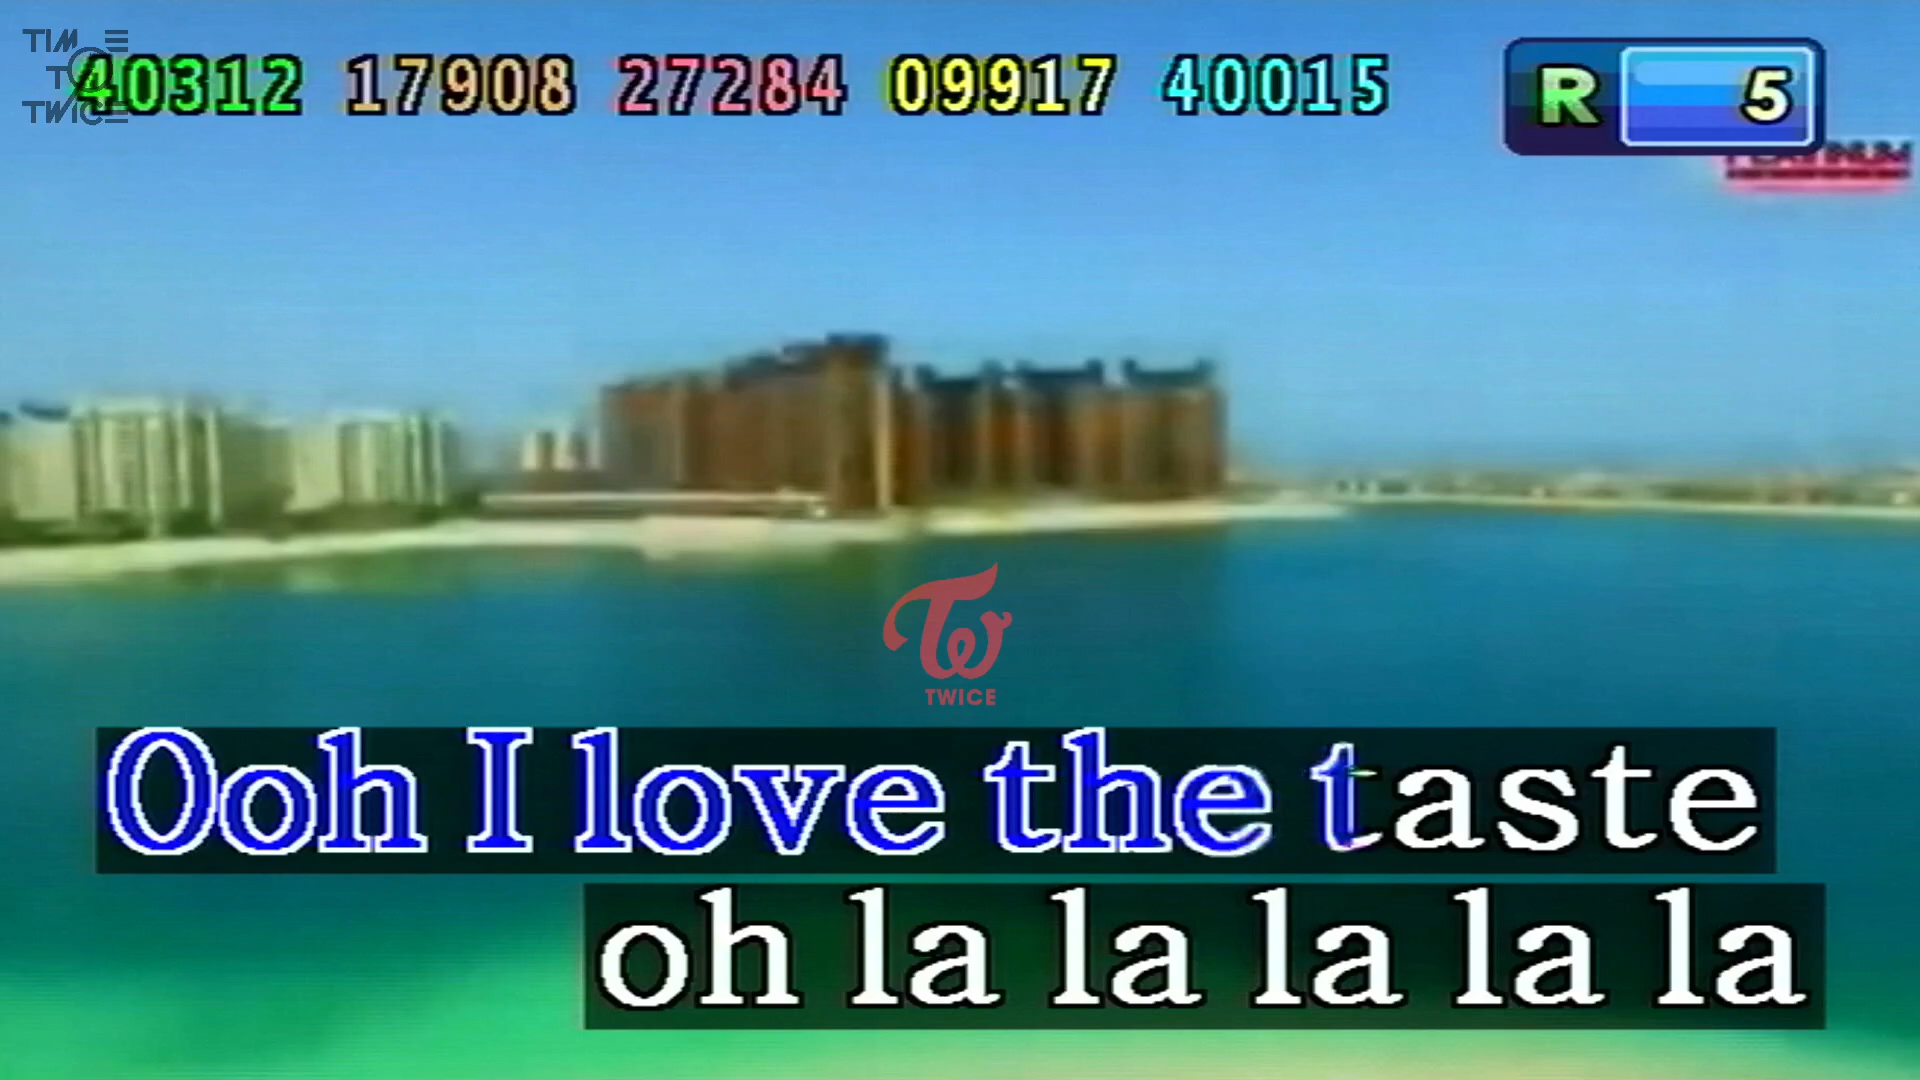 TIME
TO
TWICE
40312 17908 27284 09917 40015
R 5
PLATINUM
TWICE
Ooh I love the taste
oh la la la la la